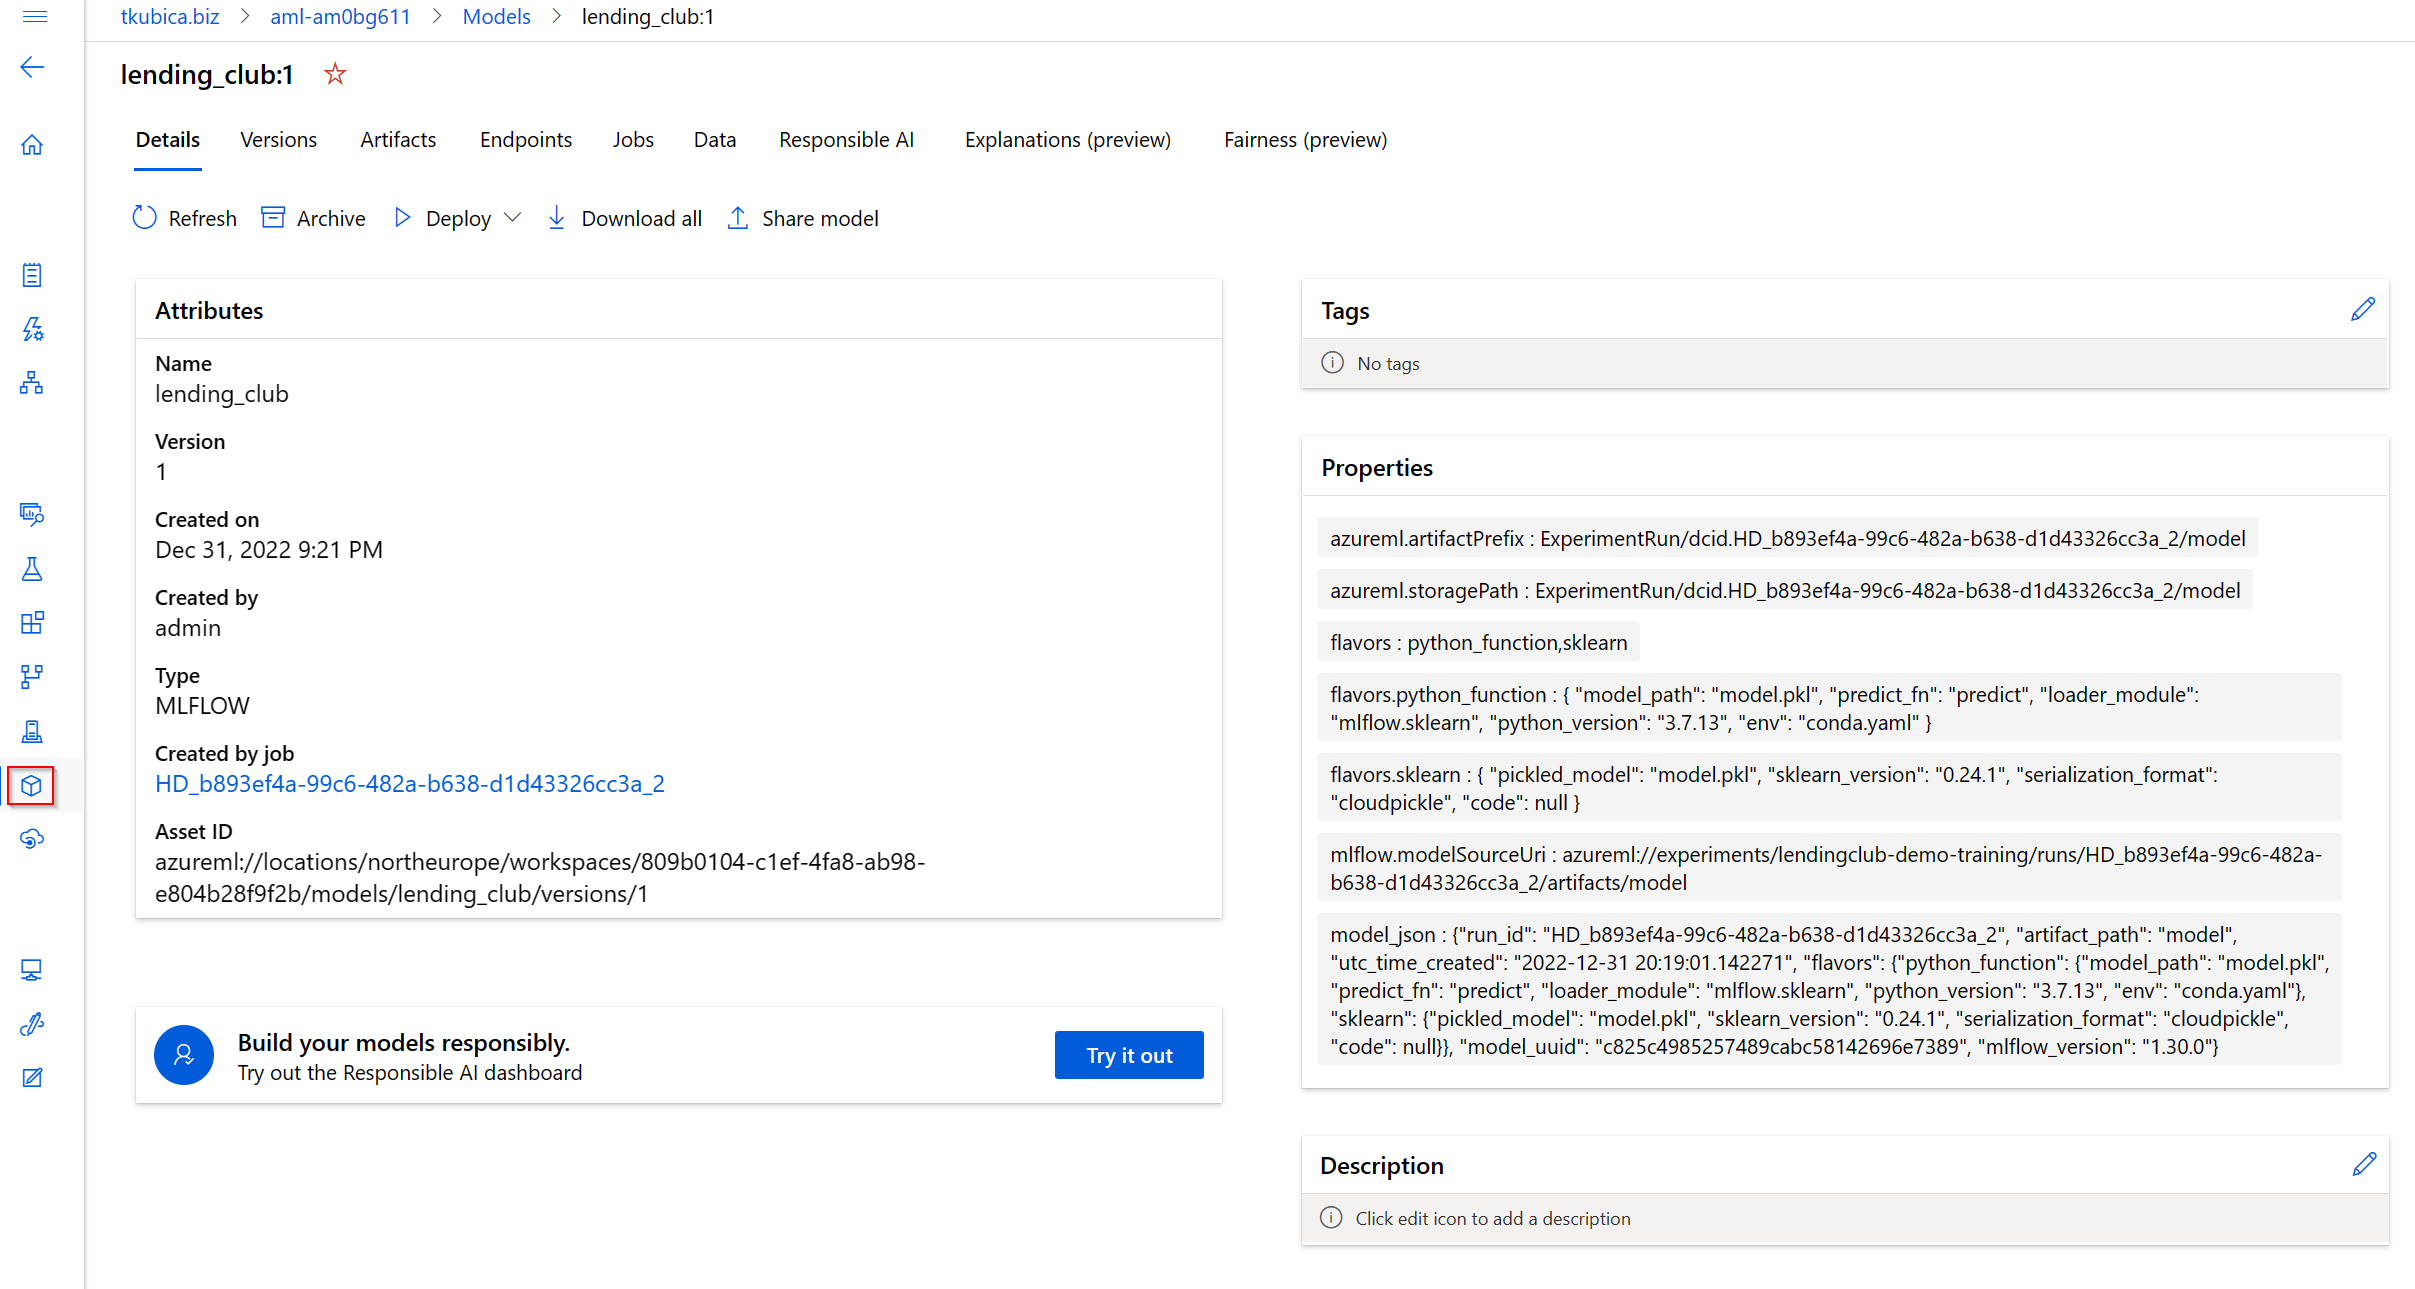 tkubica.biz > aml-am0bg611 > Models > lending_club:1
lending_club:1
Details Versions Artifacts Endpoints Jobs Data Responsible AI Explanations (preview) Fairness (preview)
Refresh Archive Deploy Download all Share model
Attributes
Name
lending_club
Version
1
Created on
Dec 31, 2022 9:21 PM
Created by
admin
Type
MLFLOW
Created by job
HD_b893ef4a-99c6-482a-b638-d1d43326cc3a_2
Asset ID
azureml://locations/northeurope/workspaces/809b0104-c1ef-4fa8-ab98-
e804b28f9f2b/models/lending_club/versions/1
Build your models responsibly.
Try out the Responsible AI dashboard
Try it out
Tags
No tags
Properties
azureml.artifactPrefix : ExperimentRun/dcid.HD_b893ef4a-99c6-482a-b638-d1d43326cc3a_2/model
azureml.storagePath : ExperimentRun/dcid.HD_b893ef4a-99c6-482a-b638-d1d43326cc3a_2/model
flavors : python_function,sklearn
flavors.python_function : { "model_path": "model.pkl", "predict_fn": "predict", "loader_module":
"mlflow.sklearn", "python_version": "3.7.13", "env": "conda.yaml" }
flavors.sklearn : { "pickled_model": "model.pkl", "sklearn_version": "0.24.1", "serialization_format":
"cloudpickle", "code": null }
mlflow.modelSourceUri : azureml://experiments/lendingclub-demo-training/runs/HD_b893ef4a-99c6-482a-
b638-d1d43326cc3a_2/artifacts/model
model_json : {"run_id": "HD_b893ef4a-99c6-482a-b638-d1d43326cc3a_2", "artifact_path": "model",
"utc_time_created": "2022-12-31 20:19:01.142271", "flavors": {"python_function": {"model_path": "model.pkl",
"predict_fn": "predict", "loader_module": "mlflow.sklearn", "python_version": "3.7.13", "env": "conda.yaml"},
"sklearn": {"pickled_model": "model.pkl", "sklearn_version": "0.24.1", "serialization_format": "cloudpickle",
"code": null}}, "model_uuid": "c825c4985257489cabc58142696e7389", "mlflow_version": "1.30.0"}
Description
Click edit icon to add a description